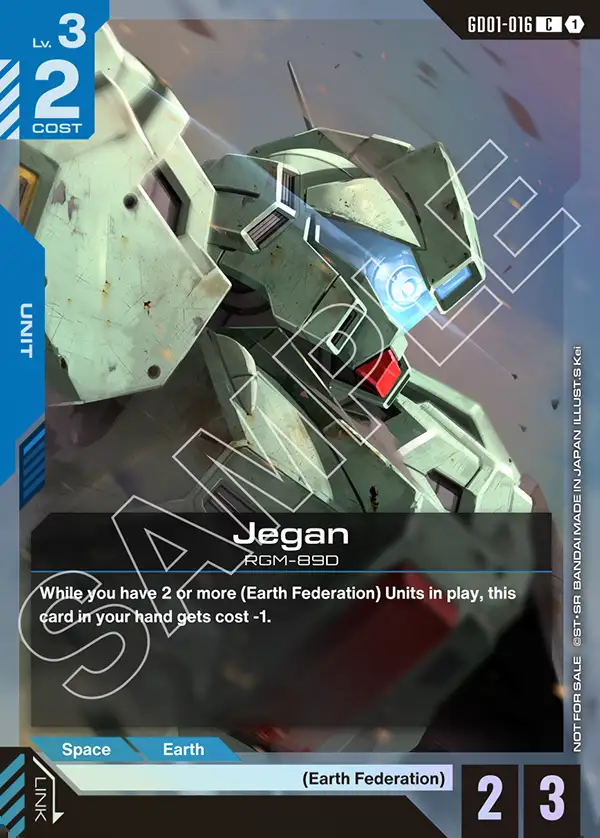 Lv. 3
2
COST
GD01-016 C 1
UNIT
SAMPLE
Jegan
RGM-89D
While you have 2 or more (Earth Federation) Units in play, this
card in your hand gets cost -1.
Space Earth
(Earth Federation)
LINK
2 3
NOT FOR SALE ©ST・SR BANDAI MADE IN JAPAN ILLUST.S Kei